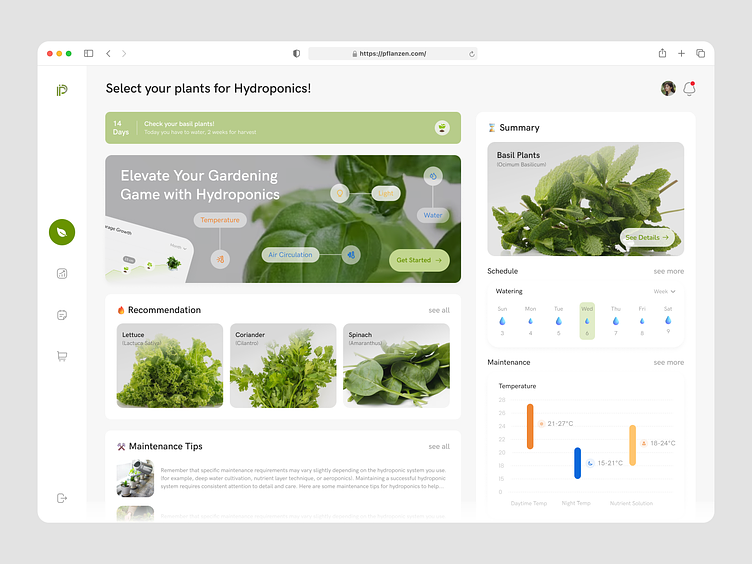 https://pflanzen.com/
Select your plants for Hydroponics!
14
Days
Check your basil plants!
Today you have to water, 2 weeks for harvest
Elevate Your Gardening
Game with Hydroponics
Light
Water
Temperature
Air Circulation
Get Started →
Growth
🔥 Recommendation
see all
Lettuce
(Lactuca Sativa)
Coriander
(Cilantro)
Spinach
(Amaranthus)
🛠️ Maintenance Tips
see all
Remember that specific maintenance requirements may vary slightly depending on the hydroponic system you use.
(for example, deep water cultivation, nutrient layer technique, or aeroponics). Maintaining a successful hydroponic
system requires consistent attention to detail and care. Here are some maintenance tips for hydroponics to help...
⏳ Summary
Basil Plants
(Ocimum Basilicum)
See Details →
Schedule
see more
Watering
Week
Sun Mon Tue Wed Thu Fri Sat
3 4 5 6 7 8 9
Maintenance
see more
Temperature
28
26
24
22
20
18
15
0
21-27°C
15-21°C
18-24°C
Daytime Temp
Night Temp
Nutrient Solution